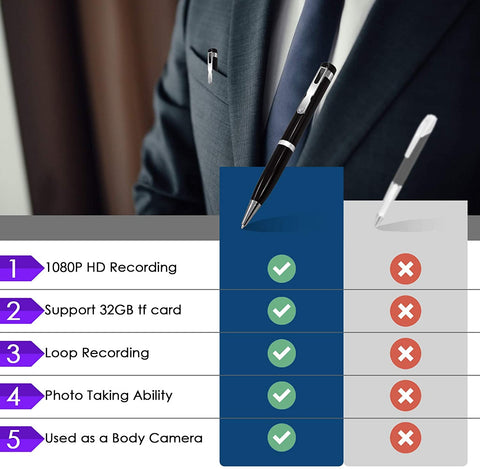 1 1080P HD Recording
2 Support 32GB tf card
3 Loop Recording
4 Photo Taking Ability
5 Used as a Body Camera